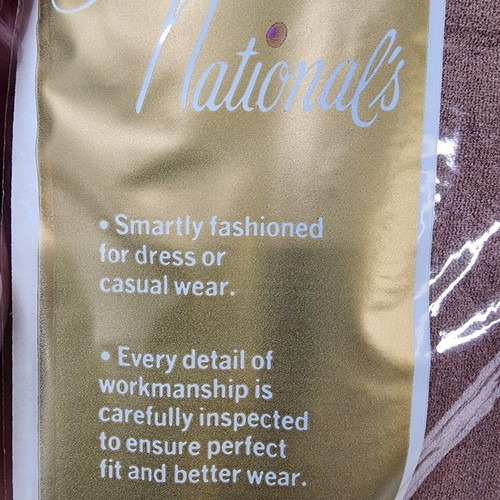 National's
• Smartly fashioned
for dress or
casual wear.
• Every detail of
workmanship is
carefully inspected
to ensure perfect
fit and better wear.